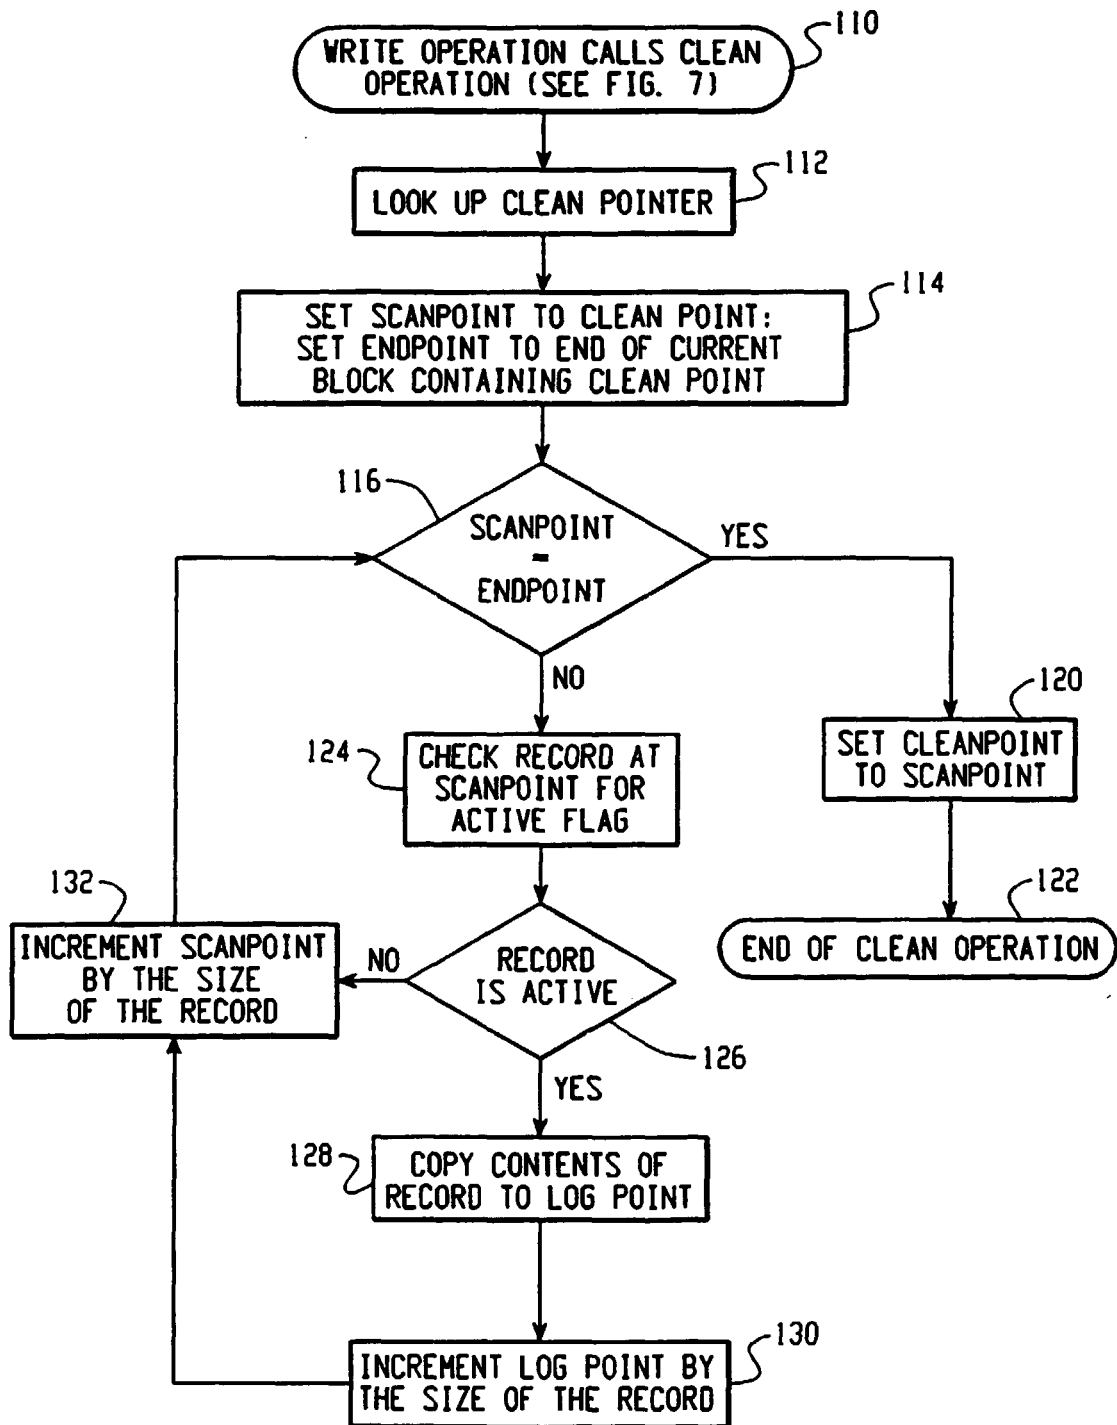 110
WRITE OPERATION CALLS CLEAN
OPERATION (SEE FIG. 7)
112
LOOK UP CLEAN POINTER
114
SET SCANPOINT TO CLEAN POINT:
SET ENDPOINT TO END OF CURRENT
BLOCK CONTAINING CLEAN POINT
116
SCANPOINT
=
ENDPOINT
YES
NO
120
SET CLEANPOINT
TO SCANPOINT
124
CHECK RECORD AT
SCANPOINT FOR
ACTIVE FLAG
122
END OF CLEAN OPERATION
132
INCREMENT SCANPOINT
BY THE SIZE
OF THE RECORD
NO
RECORD
IS ACTIVE
126
YES
128
COPY CONTENTS OF
RECORD TO LOG POINT
130
INCREMENT LOG POINT BY
THE SIZE OF THE RECORD